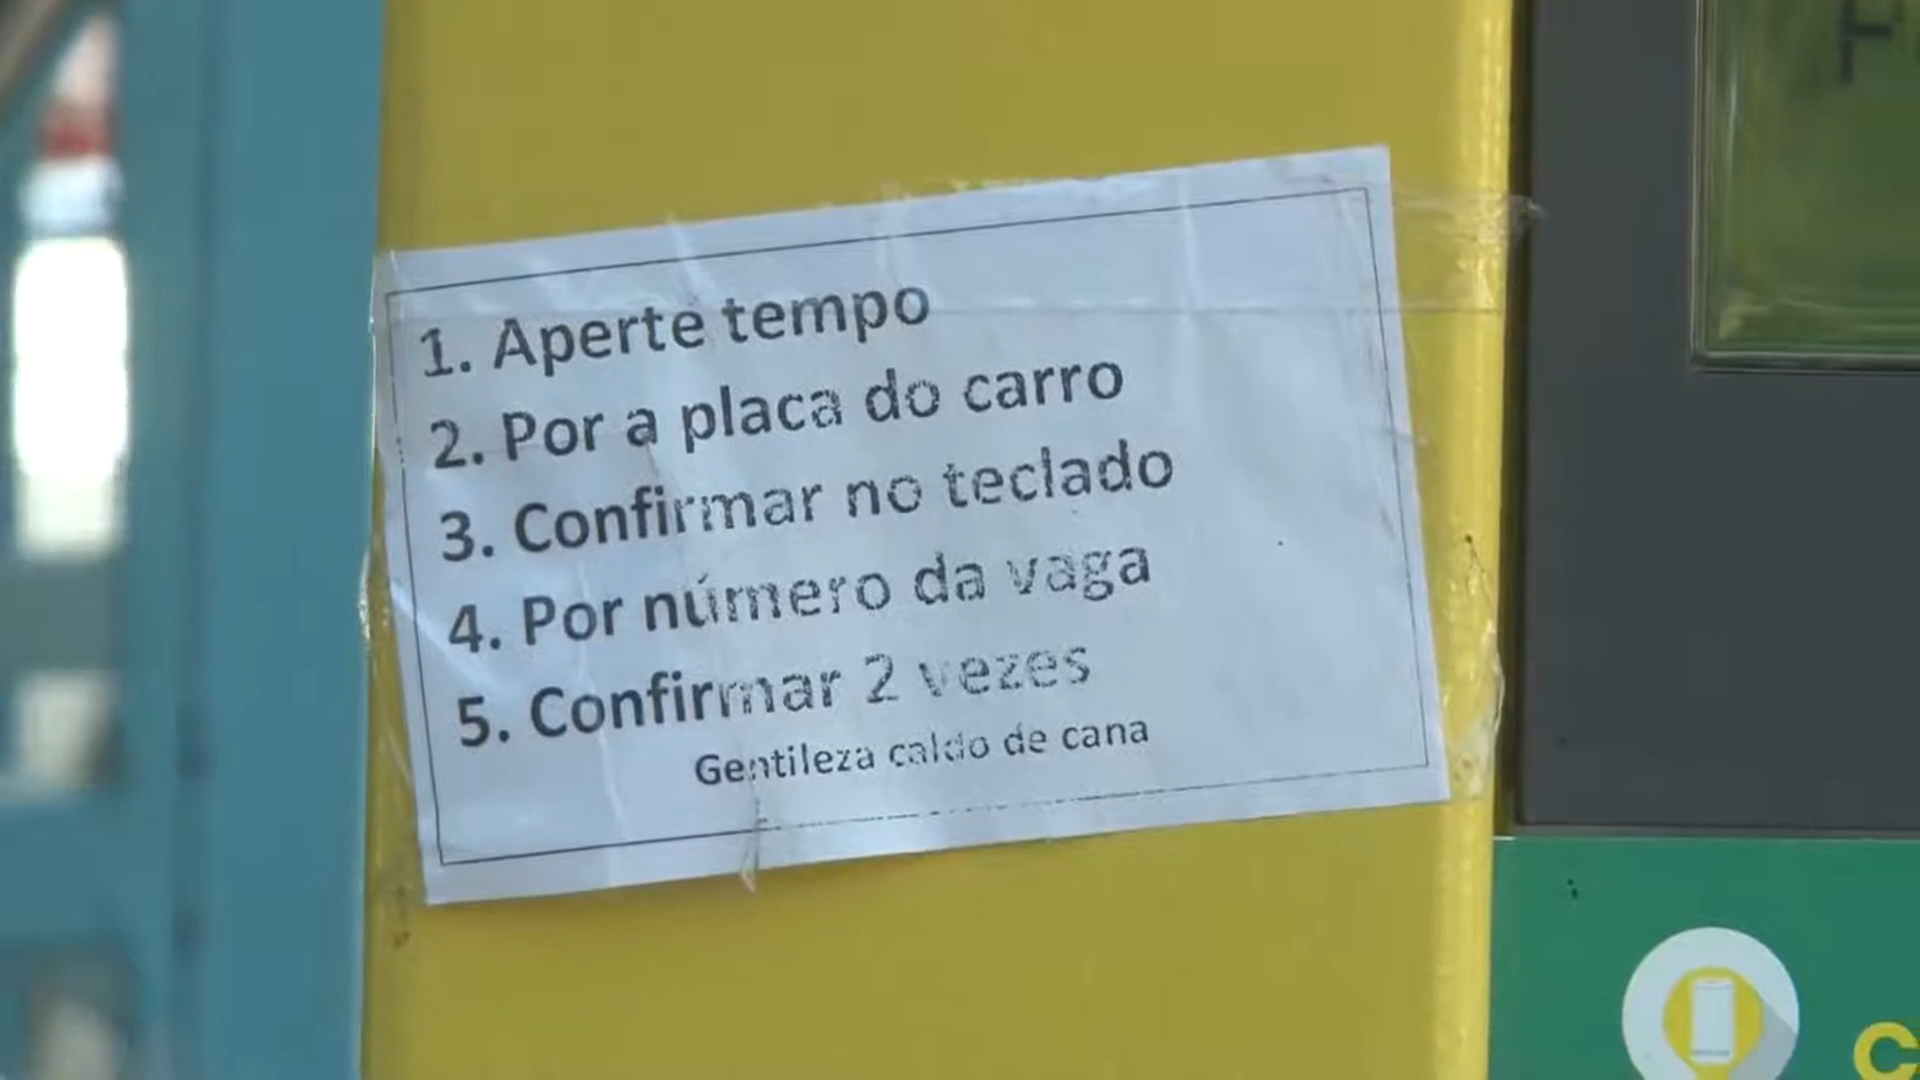 1. Aperte tempo
2. Por a placa do carro
3. Confirmar no teclado
4. Por número da vaga
5. Confirmar 2 vezes
Gentileza caldo de cana